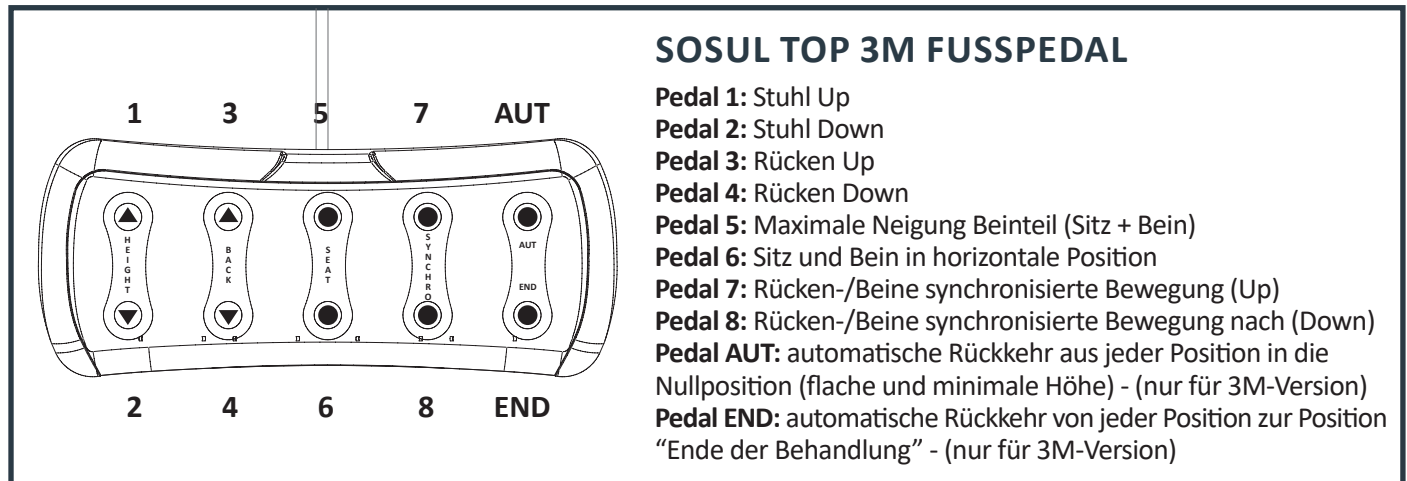 SOSUL TOP 3M FUSSPEDAL
1 3 5 7 AUT
HEIGHT BACK SEAT SYNCHRO AUT
END
2 4 6 8 END
Pedal 1: Stuhl Up
Pedal 2: Stuhl Down
Pedal 3: Rücken Up
Pedal 4: Rücken Down
Pedal 5: Maximale Neigung Beinteil (Sitz + Bein)
Pedal 6: Sitz und Bein in horizontale Position
Pedal 7: Rücken-/Beine synchronisierte Bewegung (Up)
Pedal 8: Rücken-/Beine synchronisierte Bewegung nach (Down)
Pedal AUT: automatische Rückkehr aus jeder Position in die
Nullposition (flache und minimale Höhe) - (nur für 3M-Version)
Pedal END: automatische Rückkehr von jeder Position zur Position
“Ende der Behandlung” - (nur für 3M-Version)